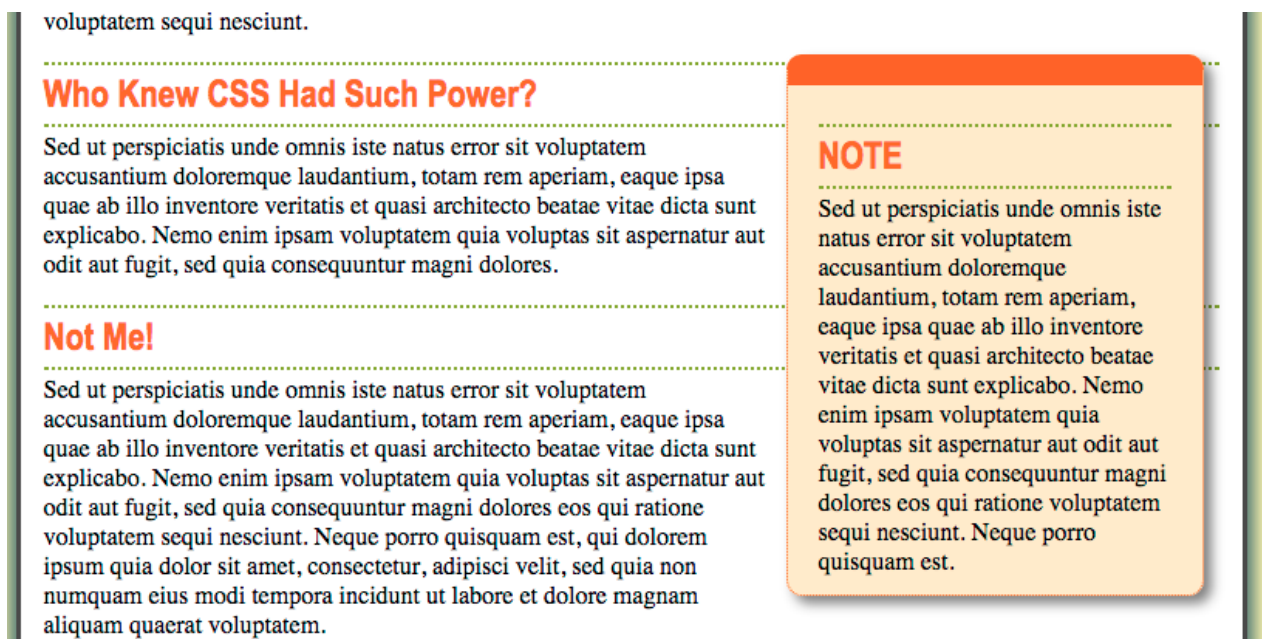 voluptatem sequi nesciunt.
Who Knew CSS Had Such Power?
Sed ut perspiciatis unde omnis iste natus error sit voluptatem
accusantium doloremque laudantium, totam rem aperiam, eaque ipsa
quae ab illo inventore veritatis et quasi architecto beatae vitae dicta sunt
explicabo. Nemo enim ipsam voluptatem quia voluptas sit aspernatur aut
odit aut fugit, sed quia consequuntur magni dolores.
Not Me!
Sed ut perspiciatis unde omnis iste natus error sit voluptatem
accusantium doloremque laudantium, totam rem aperiam, eaque ipsa
quae ab illo inventore veritatis et quasi architecto beatae vitae dicta sunt
explicabo. Nemo enim ipsam voluptatem quia voluptas sit aspernatur aut
odit aut fugit, sed quia consequuntur magni dolores eos qui ratione
voluptatem sequi nesciunt. Neque porro quisquam est, qui dolorem
ipsum quia dolor sit amet, consectetur, adipisci velit, sed quia non
numquam eius modi tempora incidunt ut labore et dolore magnam
aliquam quaerat voluptatem.
NOTE
Sed ut perspiciatis unde omnis iste
natus error sit voluptatem
accusantium doloremque
laudantium, totam rem aperiam,
eaque ipsa quae ab illo inventore
veritatis et quasi architecto beatae
vitae dicta sunt explicabo. Nemo
enim ipsam voluptatem quia
voluptas sit aspernatur aut odit aut
fugit, sed quia consequuntur magni
dolores eos qui ratione voluptatem
sequi nesciunt. Neque porro
quisquam est.